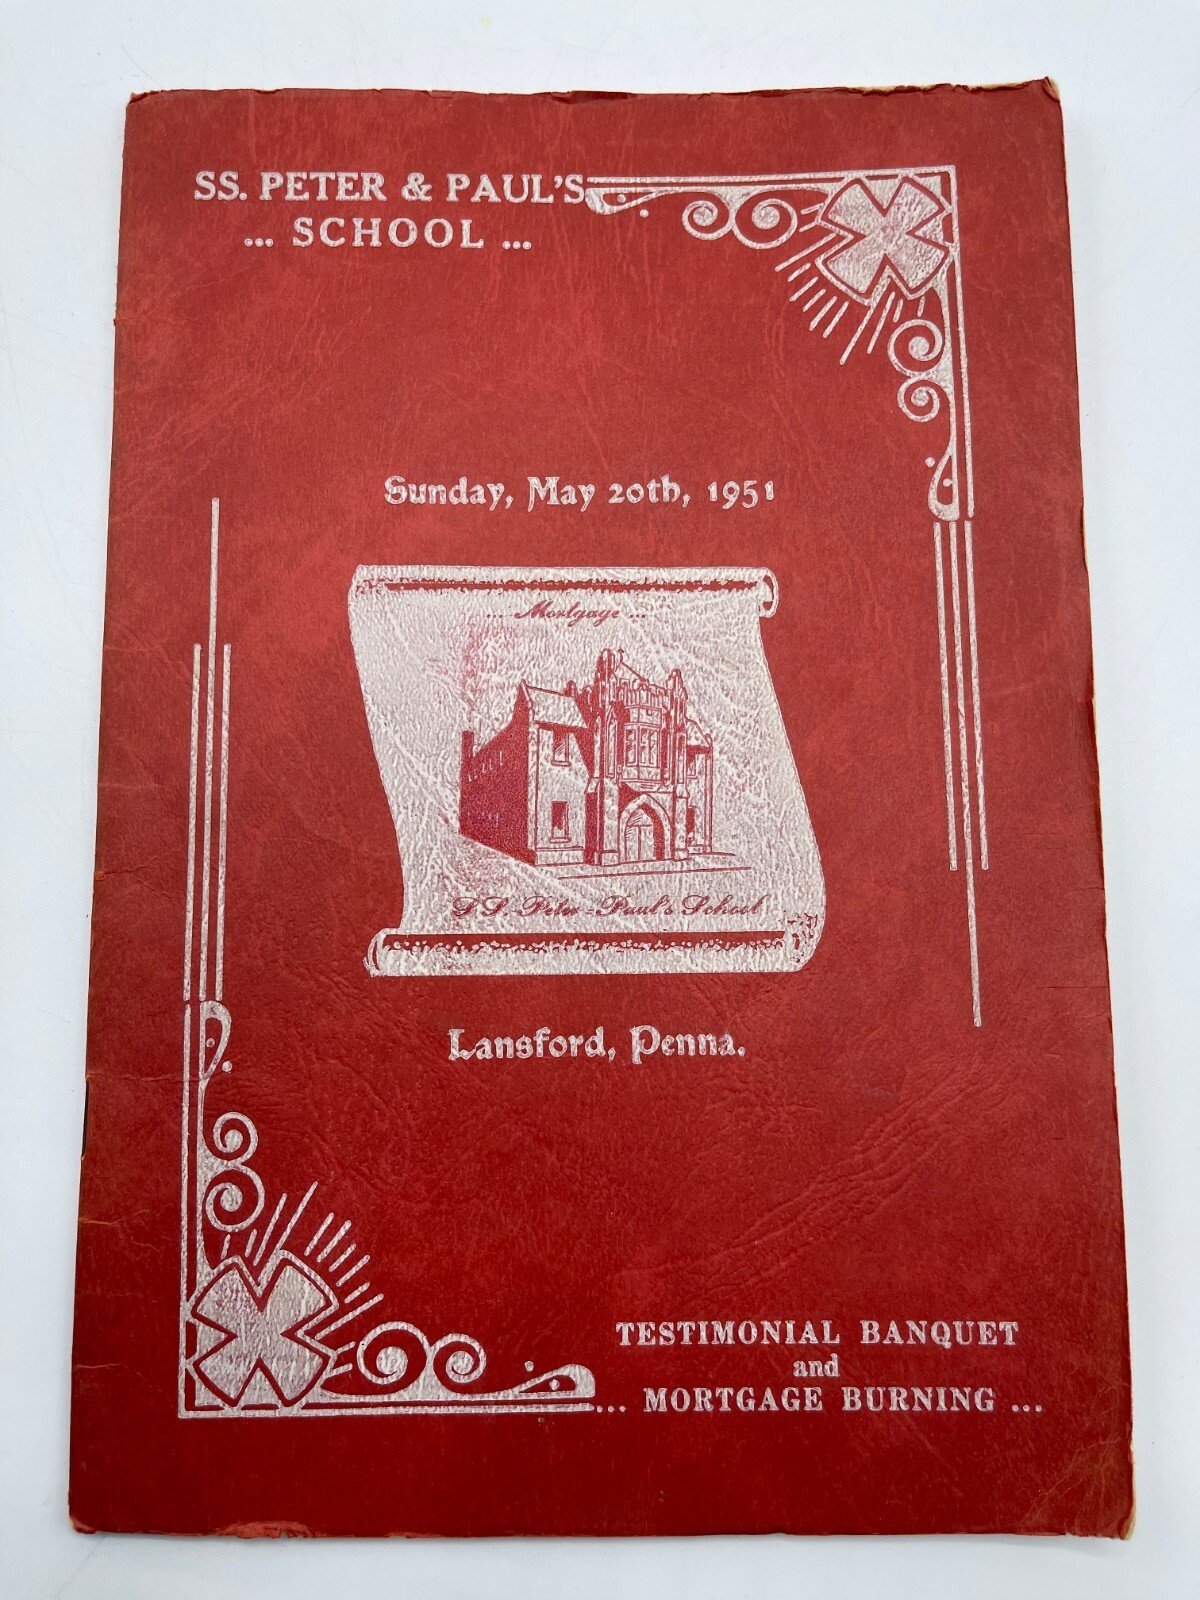 SS. PETER & PAUL'S
... SCHOOL ...
Sunday, May 20th, 1951
... Mortgage ...
S S. Peter - Paul's School
Lansford, Penna.
TESTIMONIAL BANQUET
and
... MORTGAGE BURNING ...